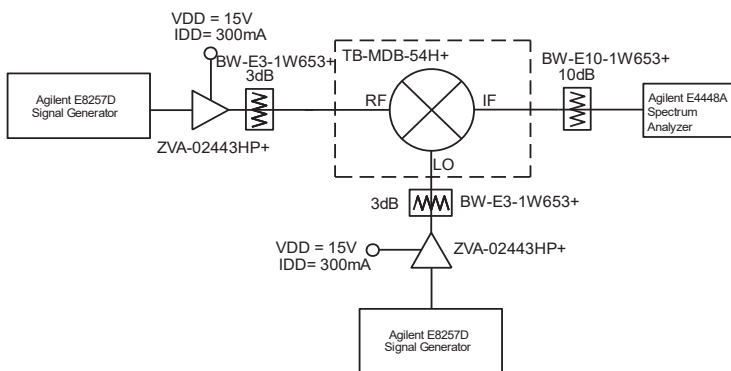 VDD = 15V
IDD= 300mA
BW-E3-1W653+
3dB
TB-MDB-54H+
BW-E10-1W653+
10dB
Agilent E8257D
Signal Generator
RF
IF
Agilent E4448A
Spectrum
Analyzer
ZVA-02443HP+
LO
3dB
BW-E3-1W653+
VDD = 15V
IDD= 300mA
ZVA-02443HP+
Agilent E8257D
Signal Generator